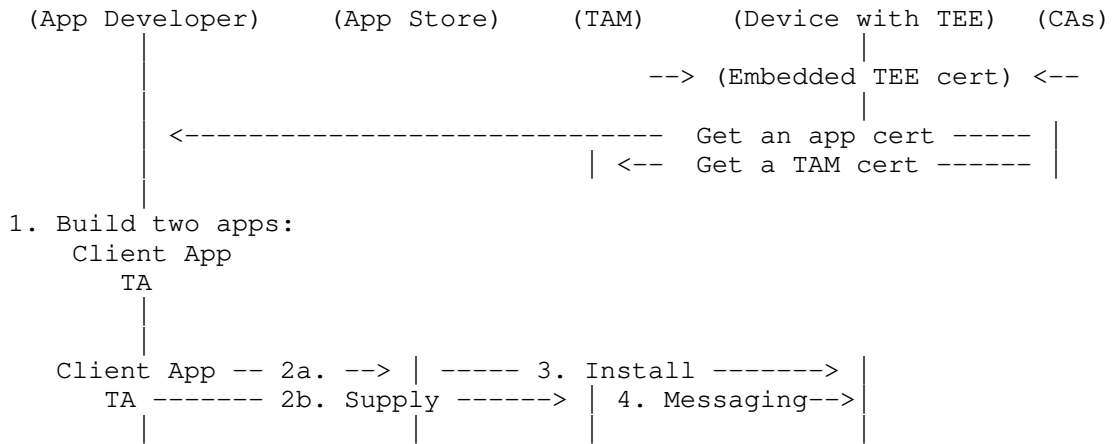 (App Developer) (App Store) (TAM) (Device with TEE) (CAs)
--> (Embedded TEE cert) <--
<------------------------------ Get an app cert -----
<-- Get a TAM cert ------
1. Build two apps:
Client App
TA
Client App -- 2a. --> | ----- 3. Install -------> |
TA ------- 2b. Supply ------> | 4. Messaging-->|